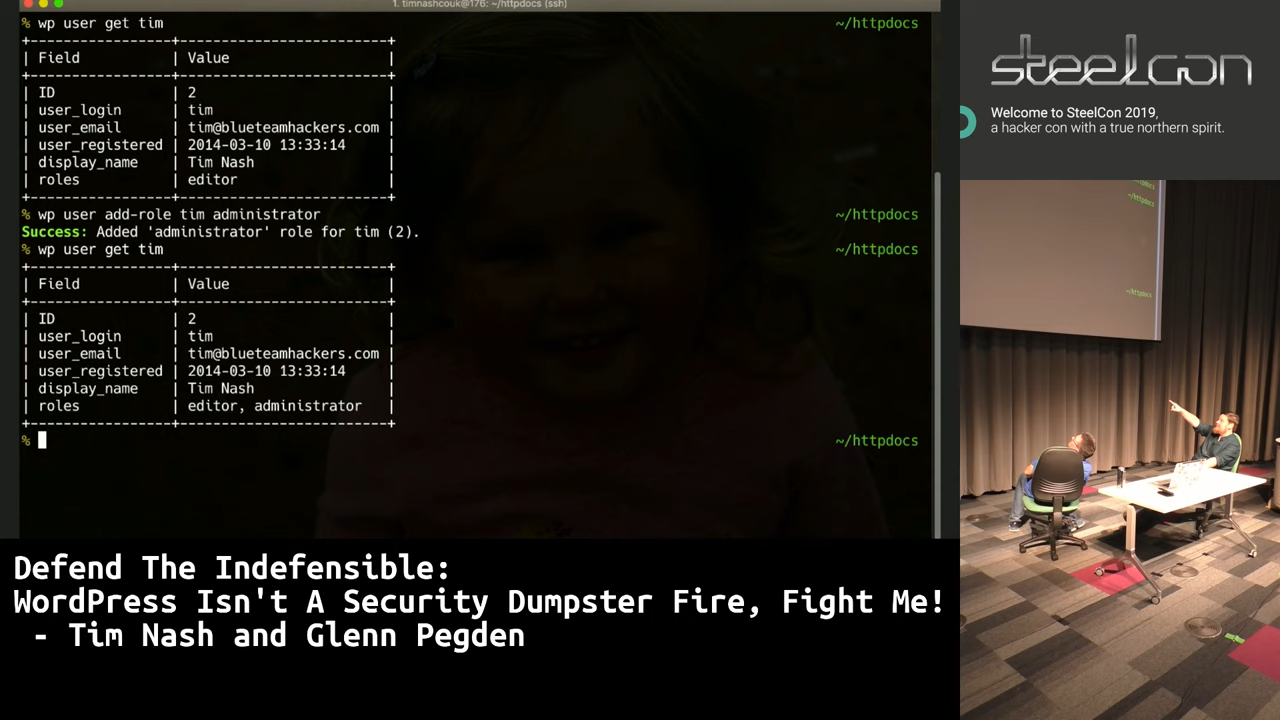 1. timnashcouk@176: ~/httpdocs (ssh)
% wp user get tim ~/httpdocs
| Field | Value |
| ID | 2 |
| user_login | tim |
| user_email | tim@blueteamhackers.com |
| user_registered | 2014-03-10 13:33:14 |
| display_name | Tim Nash |
| roles | editor |
% wp user add-role tim administrator ~/httpdocs
Success: Added 'administrator' role for tim (2).
% wp user get tim ~/httpdocs
| Field | Value |
| ID | 2 |
| user_login | tim |
| user_email | tim@blueteamhackers.com |
| user_registered | 2014-03-10 13:33:14 |
| display_name | Tim Nash |
| roles | editor, administrator |
% ~/httpdocs
steelcon
Welcome to SteelCon 2019,
a hacker con with a true northern spirit.
~/httpdocs
~/httpdocs
~/httpdocs
Defend The Indefensible:
WordPress Isn't A Security Dumpster Fire, Fight Me!
- Tim Nash and Glenn Pegden